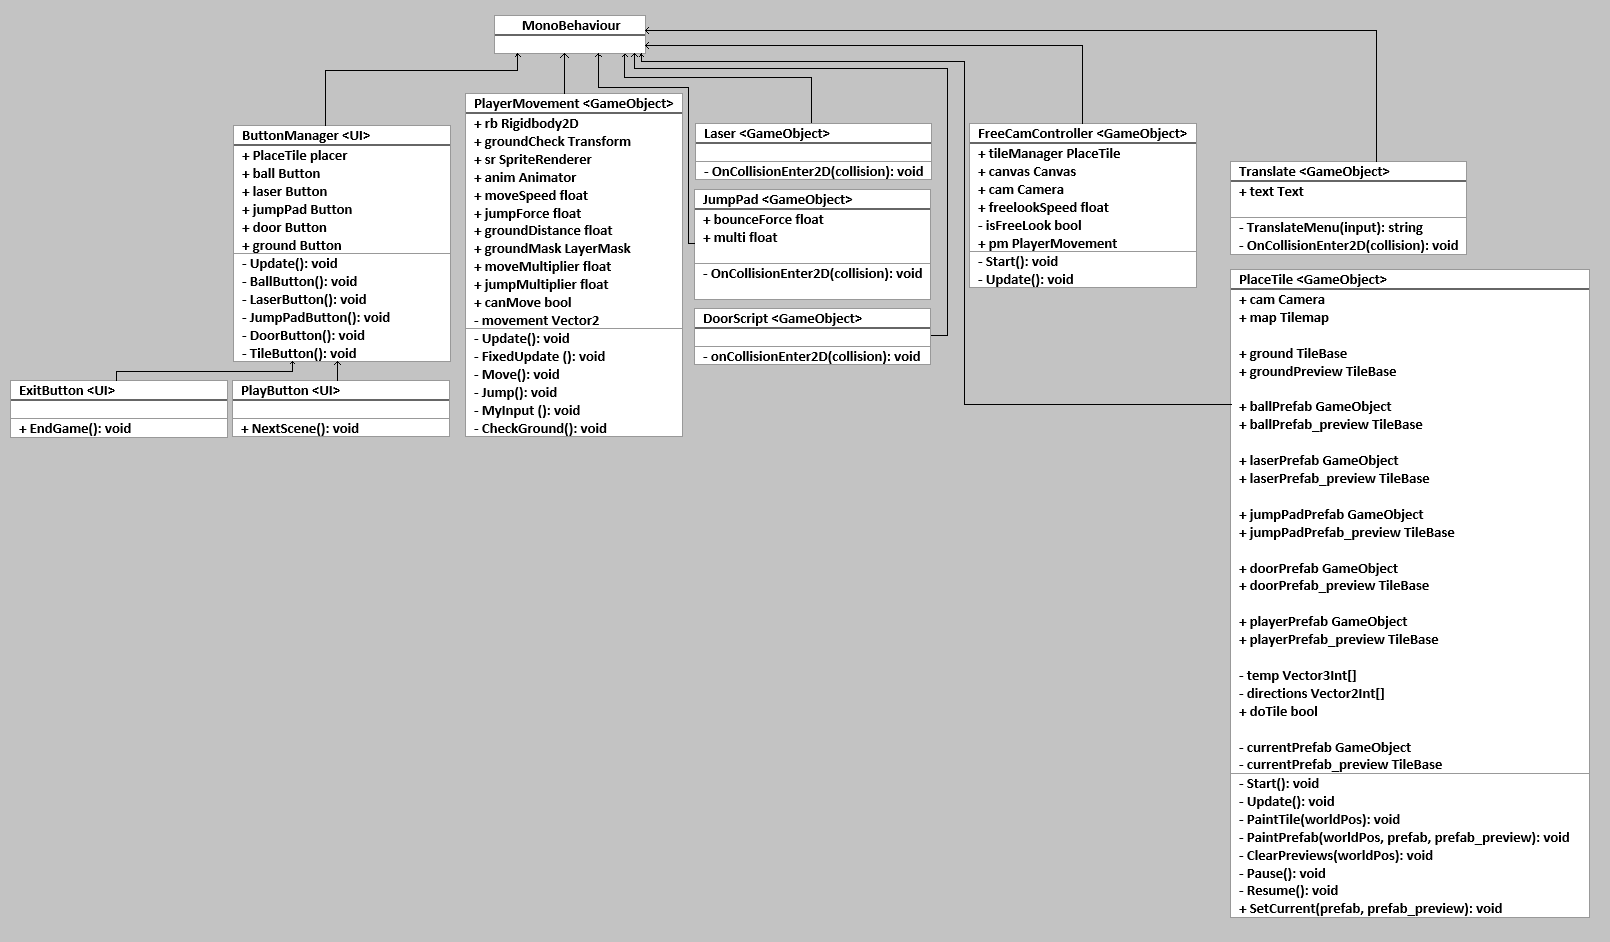 MonoBehaviour
ButtonManager <UI>
+ PlaceTile placer
+ ball Button
+ laser Button
+ jumpPad Button
+ door Button
+ ground Button
- Update(): void
- BallButton(): void
- LaserButton(): void
- JumpPadButton(): void
- DoorButton(): void
- TileButton(): void
ExitButton <UI>
+ EndGame(): void
PlayButton <UI>
+ NextScene(): void
PlayerMovement <GameObject>
+ rb Rigidbody2D
+ groundCheck Transform
+ sr SpriteRenderer
+ anim Animator
+ moveSpeed float
+ jumpForce float
+ groundDistance float
+ groundMask LayerMask
+ moveMultiplier float
+ jumpMultiplier float
+ canMove bool
- movement Vector2
- Update(): void
- FixedUpdate (): void
- Move(): void
- Jump(): void
- MyInput (): void
- CheckGround(): void
Laser <GameObject>
- OnCollisionEnter2D(collision): void
JumpPad <GameObject>
+ bounceForce float
+ multi float
- OnCollisionEnter2D(collision): void
DoorScript <GameObject>
- onCollisionEnter2D(collision): void
FreeCamController <GameObject>
+ tileManager PlaceTile
+ canvas Canvas
+ cam Camera
+ freelookSpeed float
- isFreeLook bool
+ pm PlayerMovement
- Start(): void
- Update(): void
Translate <GameObject>
+ text Text
- TranslateMenu(input): string
- OnCollisionEnter2D(collision): void
PlaceTile <GameObject>
+ cam Camera
+ map Tilemap
+ ground TileBase
+ groundPreview TileBase
+ ballPrefab GameObject
+ ballPrefab_preview TileBase
+ laserPrefab GameObject
+ laserPrefab_preview TileBase
+ jumpPadPrefab GameObject
+ jumpPadPrefab_preview TileBase
+ doorPrefab GameObject
+ doorPrefab_preview TileBase
+ playerPrefab GameObject
+ playerPrefab_preview TileBase
- temp Vector3Int[]
- directions Vector2Int[]
+ doTile bool
- currentPrefab GameObject
- currentPrefab_preview TileBase
- Start(): void
- Update(): void
- PaintTile(worldPos): void
- PaintPrefab(worldPos, prefab, prefab_preview): void
- ClearPreviews(worldPos): void
- Pause(): void
- Resume(): void
+ SetCurrent(prefab, prefab_preview): void